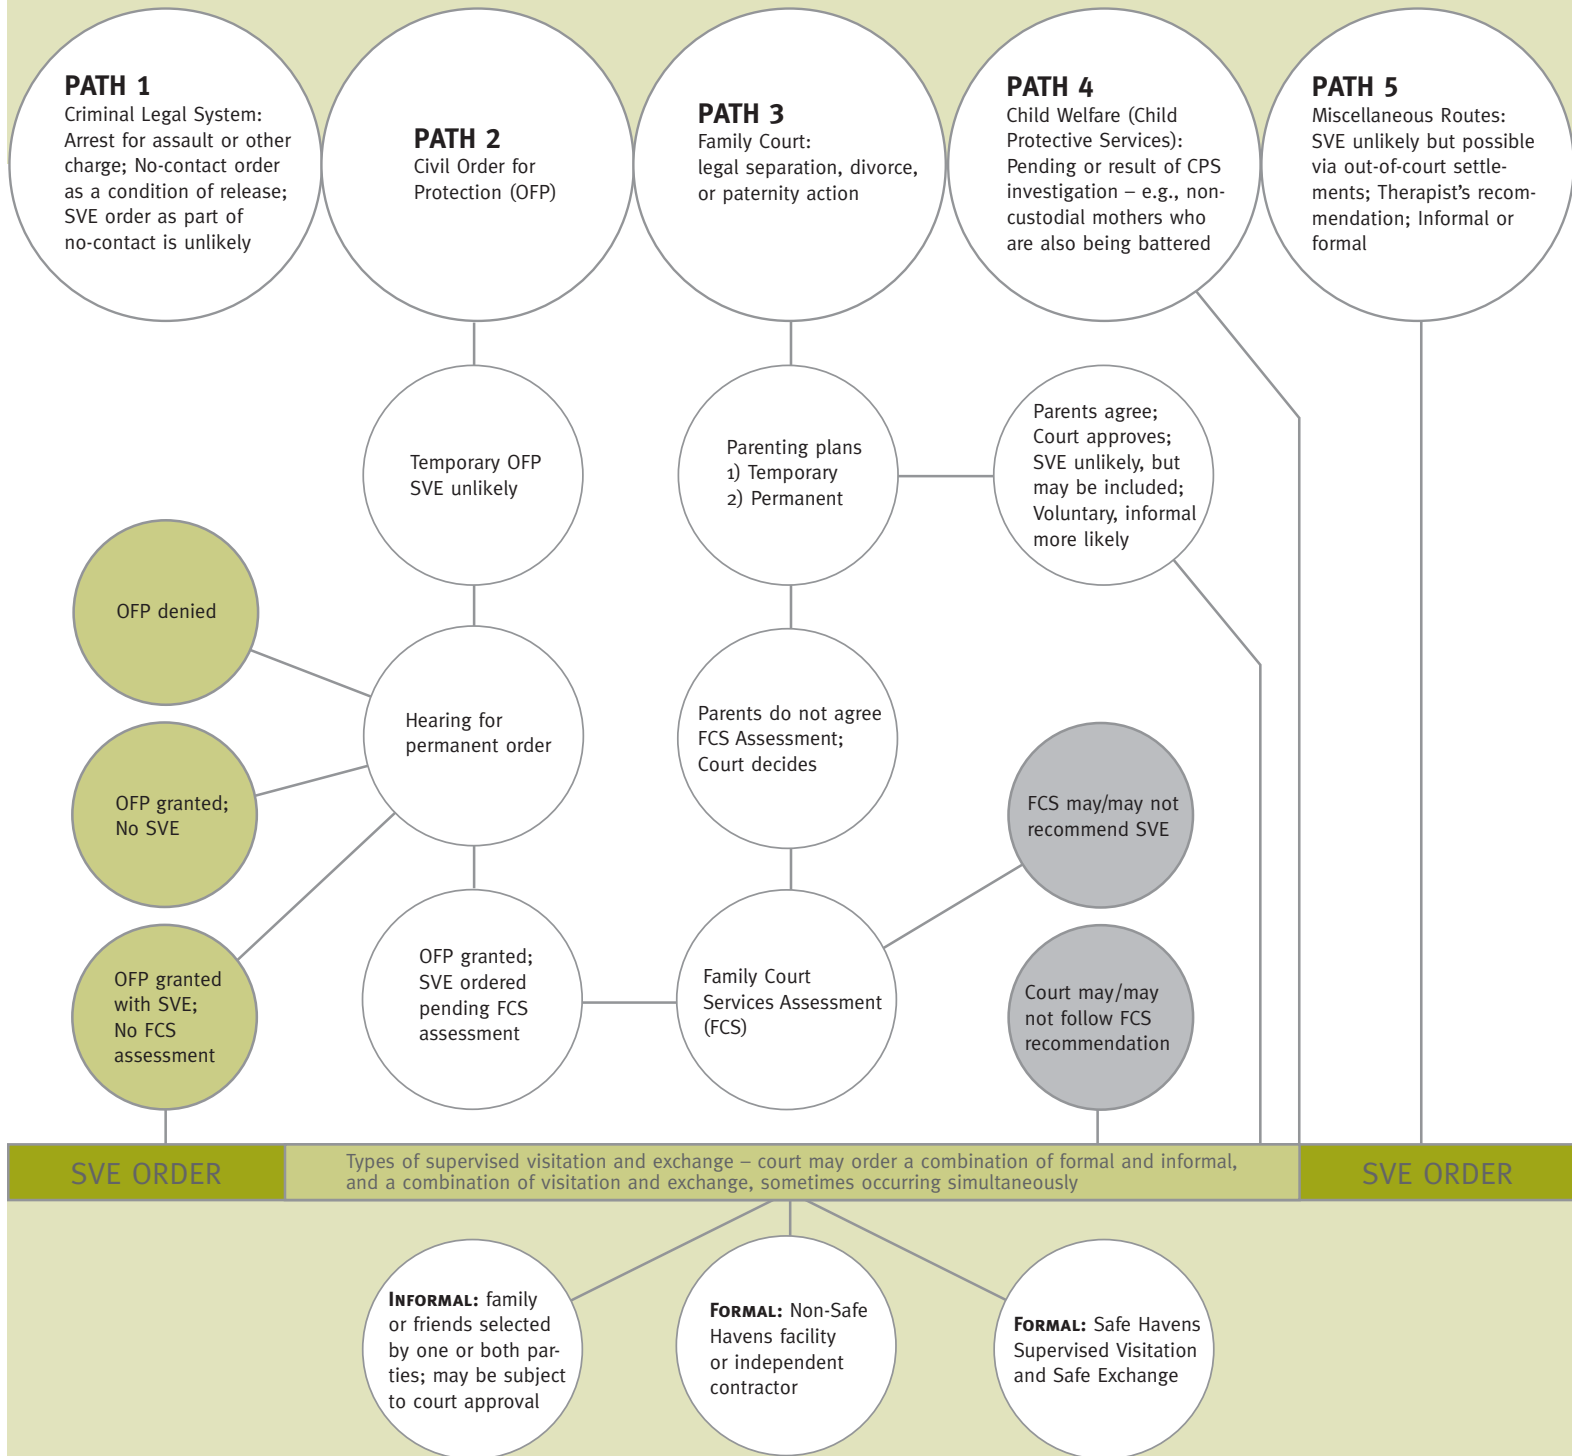 PATH 1
Criminal Legal System:
Arrest for assault or other
charge; No-contact order
as a condition of release;
SVE order as part of
no-contact is unlikely
PATH 2
Civil Order for
Protection (OFP)
PATH 3
Family Court:
legal separation, divorce,
or paternity action
PATH 4
Child Welfare (Child
Protective Services):
Pending or result of CPS
investigation – e.g., non-
custodial mothers who
are also being battered
PATH 5
Miscellaneous Routes:
SVE unlikely but possible
via out-of-court settle-
ments; Therapist's recom-
mendation; Informal or
formal
Temporary OFP
SVE unlikely
Parenting plans
1) Temporary
2) Permanent
Parents agree;
Court approves;
SVE unlikely, but
may be included;
Voluntary, informal
more likely
OFP denied
Hearing for
permanent order
Parents do not agree
FCS Assessment;
Court decides
OFP granted;
No SVE
FCS may/may not
recommend SVE
OFP granted
with SVE;
No FCS
assessment
OFP granted;
SVE ordered
pending FCS
assessment
Family Court
Services Assessment
(FCS)
Court may/may
not follow FCS
recommendation
SVE ORDER
Types of supervised visitation and exchange – court may order a combination of formal and informal,
and a combination of visitation and exchange, sometimes occurring simultaneously
SVE ORDER
INFORMAL: family
or friends selected
by one or both par-
ties; may be subject
to court approval
FORMAL: Non-Safe
Havens facility
or independent
contractor
FORMAL: Safe Havens
Supervised Visitation
and Safe Exchange